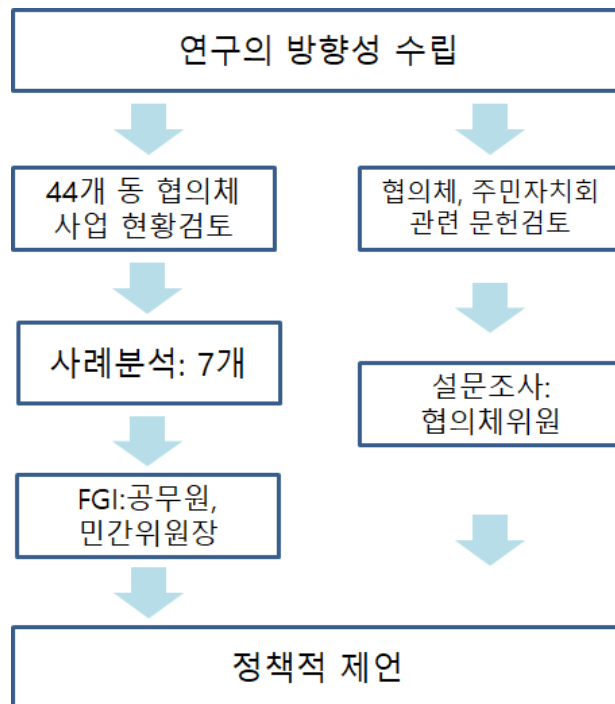 연구의 방향성 수립
44개 동 협의체
사업 현황검토
협의체, 주민자치회
관련 문헌검토
사례분석: 7개
설문조사:
협의체위원
FGI:공무원,
민간위원장
정책적 제언